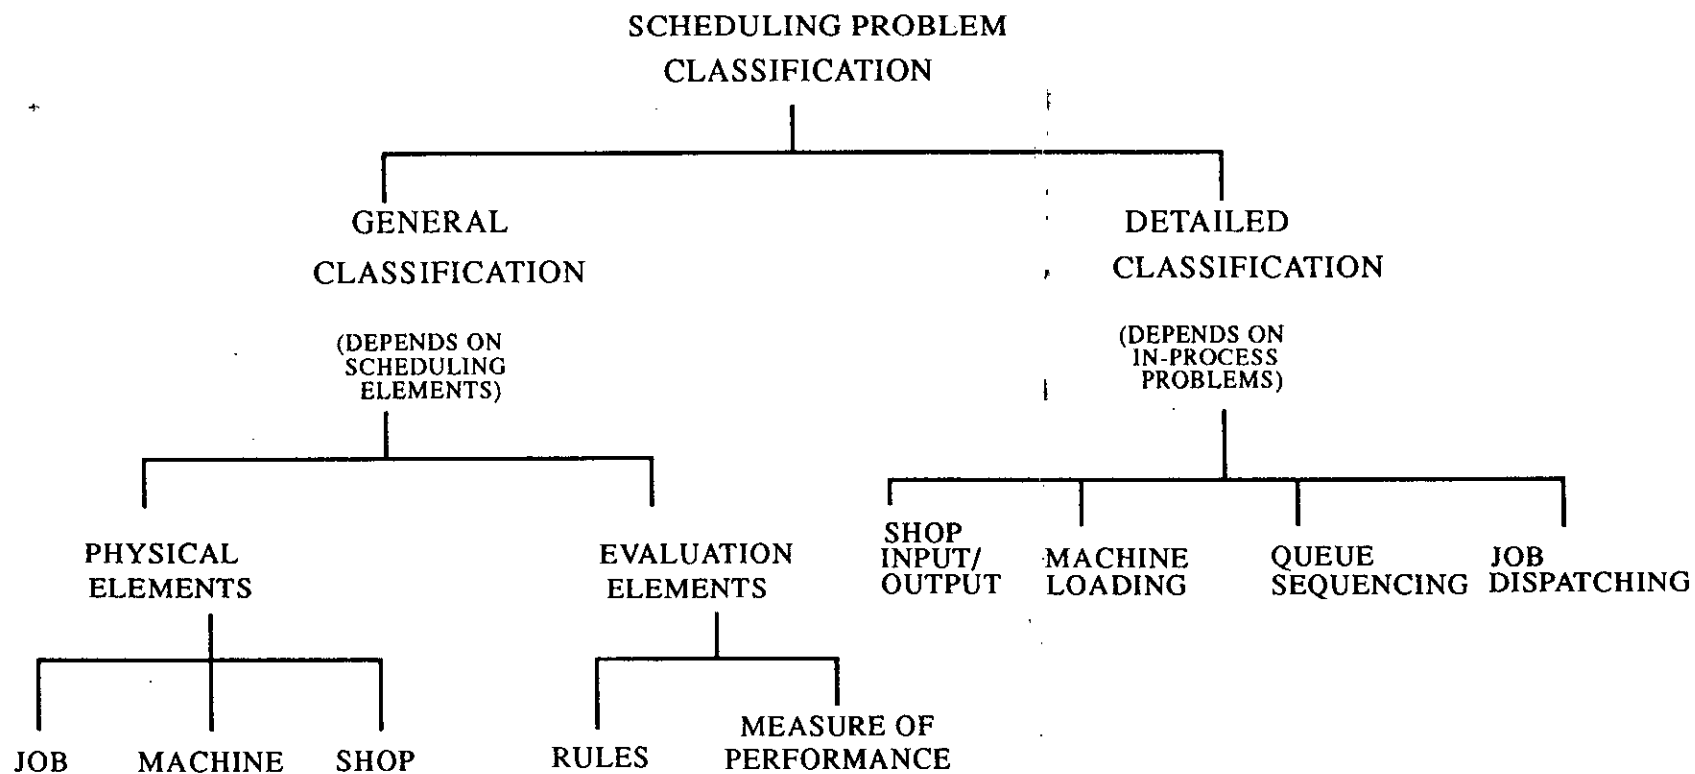 SCHEDULING PROBLEM
CLASSIFICATION
GENERAL
CLASSIFICATION
(DEPENDS ON
SCHEDULING
ELEMENTS)
DETAILED
CLASSIFICATION
(DEPENDS ON
IN-PROCESS
PROBLEMS)
PHYSICAL
ELEMENTS
EVALUATION
ELEMENTS
SHOP
INPUT/
OUTPUT
MACHINE
LOADING
QUEUE
SEQUENCING
JOB
DISPATCHING
JOB
MACHINE
SHOP
RULES
MEASURE OF
PERFORMANCE